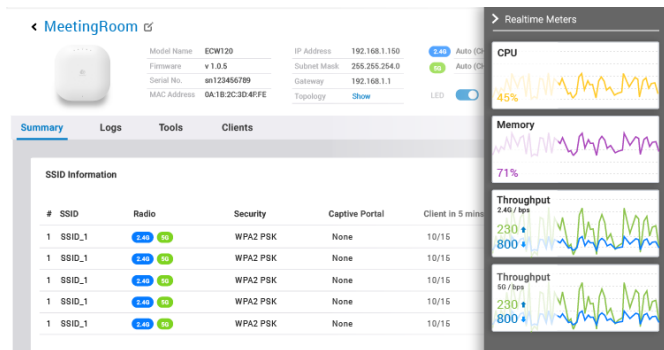 MeetingRoom
Model Name ECW120
Firmware v 1.0.5
Serial No. sn123456789
MAC Address 0A:1B:2C:3D:4F:FE
IP Address 192.168.1.150
Subnet Mask 255.255.254.0
Gateway 192.168.1.1
Topology Show
2.4G Auto (CH
5G Auto (CH
LED
Summary Logs Tools Clients
SSID Information
# SSID Radio Security Captive Portal Client in 5 mins
1 SSID_1 2.4G 5G WPA2 PSK None 10/15
1 SSID_1 2.4G 5G WPA2 PSK None 10/15
1 SSID_1 2.4G 5G WPA2 PSK None 10/15
1 SSID_1 2.4G 5G WPA2 PSK None 10/15
1 SSID_1 2.4G 5G WPA2 PSK None 10/15
Realtime Meters
CPU
45%
Memory
71%
Throughput
2.4G / bps
230
800
Throughput
5G / bps
230
800